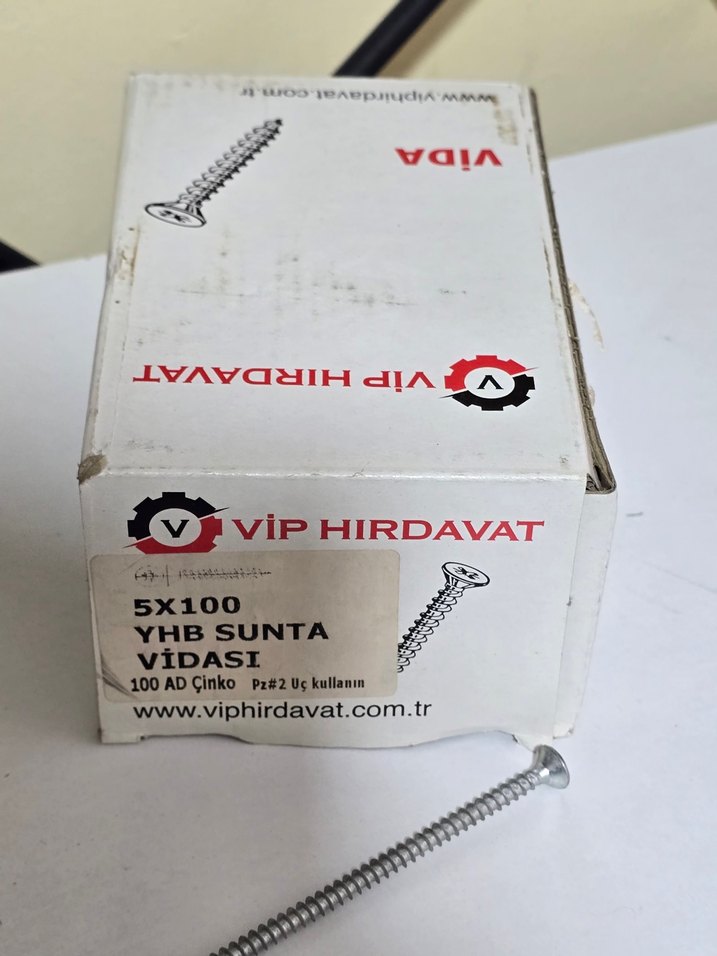 www.viphirdavat.com.tr
VİDA
VİP HIRDAVAT
V
V
VİP HIRDAVAT
5X100
YHB SUNTA
VİDASI
100 AD Çinko Pz#2 Uç kullanın
www.viphirdavat.com.tr